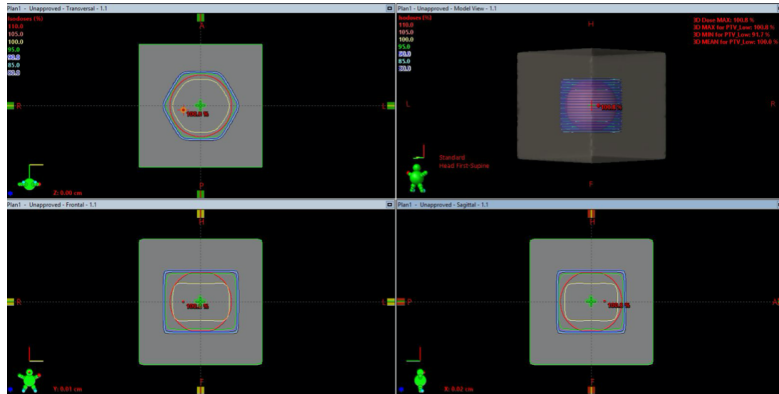 Plan1 - Unapproved - Transversal - 1.1
Isodoses (%)
110.0
105.0
100.0
95.0
90.0
85.0
80.0
A
R
L
P
Z: 0.00 cm
Plan1 - Unapproved - Model View - 1.1
Isodoses (%)
110.0
105.0
100.0
95.0
90.0
85.0
80.0
3D Dose MAX: 100.8 %
3D MAX for PTV_Low: 100.8 %
3D MIN for PTV_Low: 91.7 %
3D MEAN for PTV_Low: 100.0 %
H
L
R
Standard
Head First-Supine
Plan1 - Unapproved - Frontal - 1.1
H
R
L
F
Y: 0.01 cm
Plan1 - Unapproved - Sagittal - 1.1
H
P
A
F
X: 0.02 cm